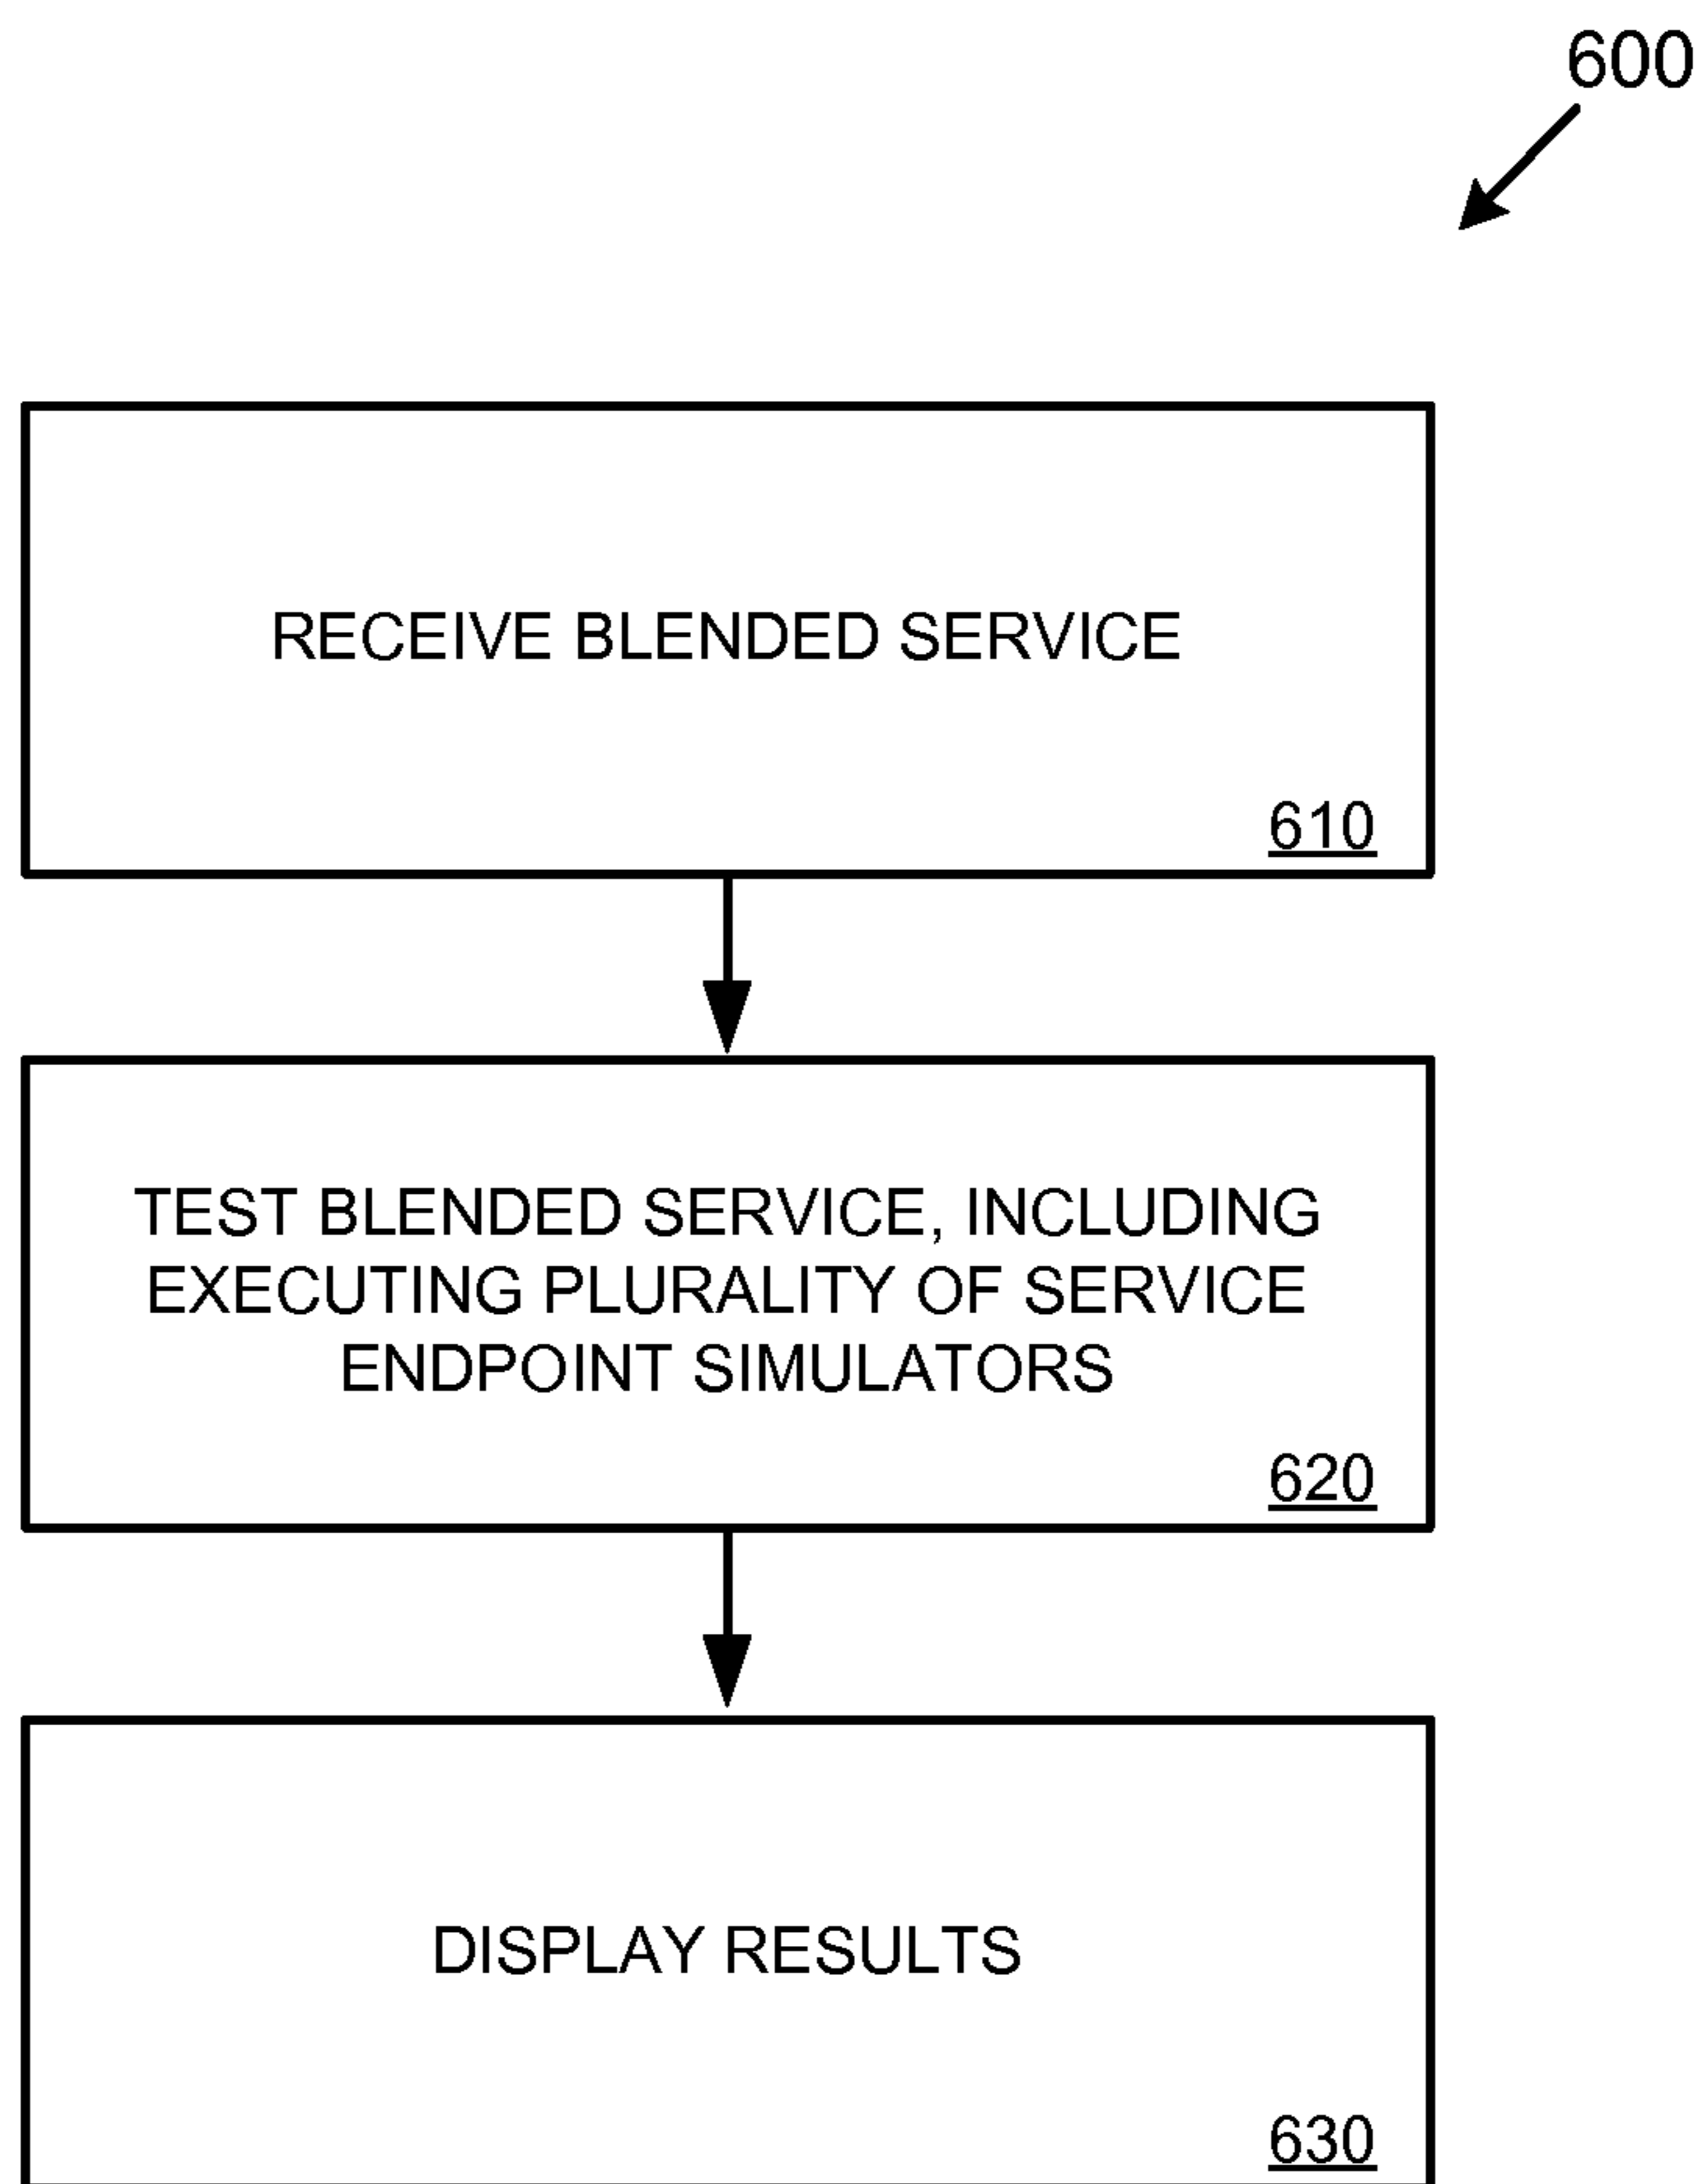 600
RECEIVE BLENDED SERVICE
610
TEST BLENDED SERVICE, INCLUDING
EXECUTING PLURALITY OF SERVICE
ENDPOINT SIMULATORS
620
DISPLAY RESULTS
630